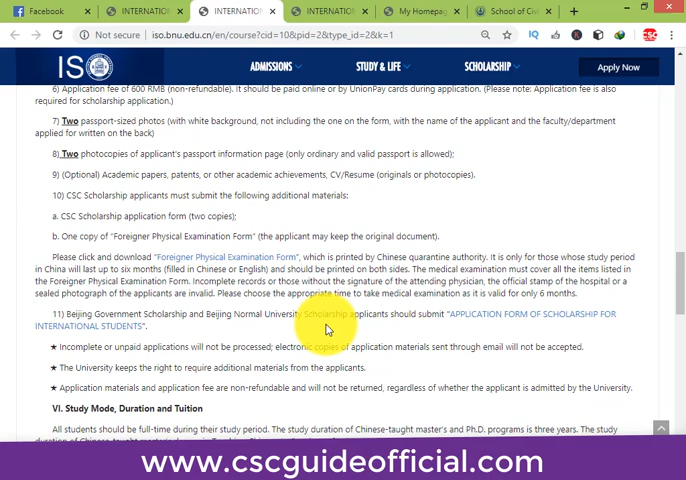 Facebook
INTERNATION
INTERNATION
INTERNATION
My Homepag
School of Civi
Not secure | iso.bnu.edu.cn/en/course?cid=10&pid=2&type_id=2&k=1
ISO
ADMISSIONS
STUDY & LIFE
SCHOLARSHIP
Apply Now
6) Application fee of 600 RMB (non-refundable). It should be paid online or by UnionPay cards during application. (Please note: Application fee is also
required for scholarship application.)
7) Two passport-sized photos (with white background, not including the one on the form, with the name of the applicant and the faculty/department
applied for written on the back)
8) Two photocopies of applicant's passport information page (only ordinary and valid passport is allowed);
9) (Optional) Academic papers, patents, or other academic achievements, CV/Resume (originals or photocopies).
10) CSC Scholarship applicants must submit the following additional materials:
a. CSC Scholarship application form (two copies);
b. One copy of "Foreigner Physical Examination Form" (the applicant may keep the original document).
Please click and download "Foreigner Physical Examination Form", which is printed by Chinese quarantine authority. It is only for those whose study period
in China will last up to six months (filled in Chinese or English) and should be printed on both sides. The medical examination must cover all the items listed in
the Foreigner Physical Examination Form. Incomplete records or those without the signature of the attending physician, the official stamp of the hospital or a
sealed photograph of the applicants are invalid. Please choose the appropriate time to take medical examination as it is valid for only 6 months.
11) Beijing Government Scholarship and Beijing Normal University Scholarship applicants should submit "APPLICATION FORM OF SCHOLARSHIP FOR
INTERNATIONAL STUDENTS".
★ Incomplete or unpaid applications will not be processed; electronic copies of application materials sent through email will not be accepted.
★ The University keeps the right to require additional materials from the applicants.
★ Application materials and application fee are non-refundable and will not be returned, regardless of whether the applicant is admitted by the University.
VI. Study Mode, Duration and Tuition
All students should be full-time during their study period. The study duration of Chinese-taught master's and Ph.D. programs is three years. The study
www.cscguideofficial.com